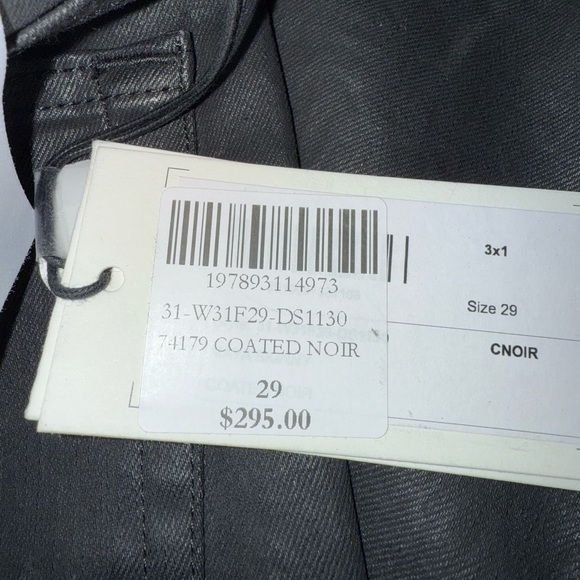 197893114973
31-W31F29-DS1130
74179 COATED NOIR
29
$295.00
3x1
Size 29
CNOIR